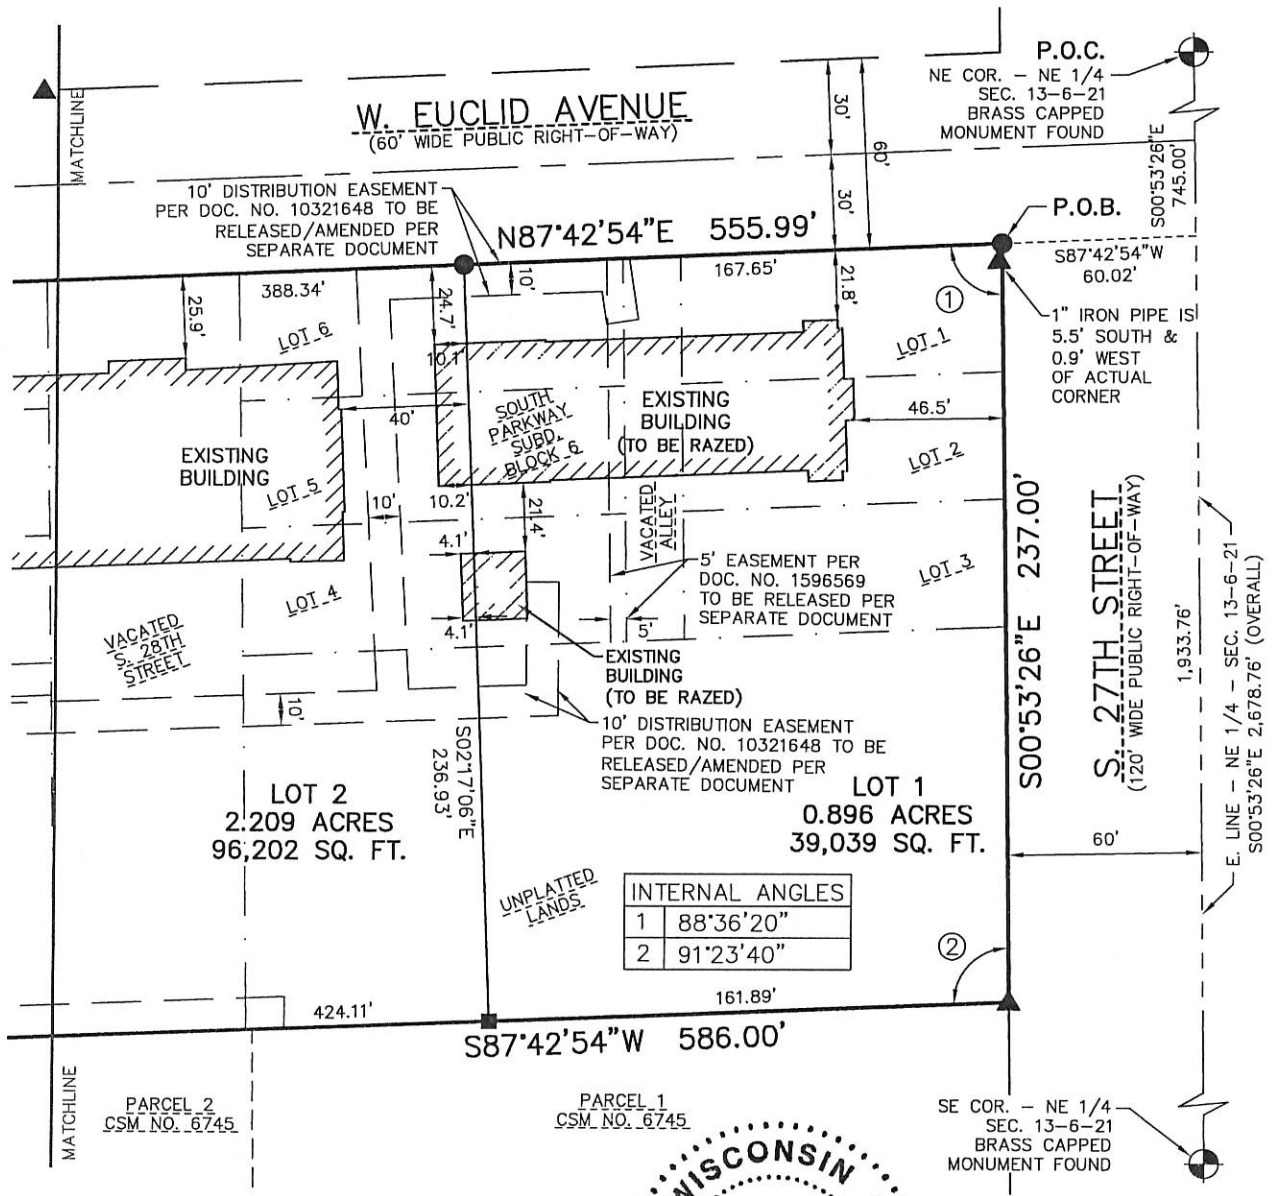 P.O.C.
NE COR. – NE 1/4
SEC. 13–6–21
BRASS CAPPED
MONUMENT FOUND
MATCHLINE
W. EUCLID AVENUE
(60' WIDE PUBLIC RIGHT–OF–WAY)
30'
60'
30'
S00°53'26"E
745.00'
10' DISTRIBUTION EASEMENT
PER DOC. NO. 10321648 TO BE
RELEASED/AMENDED PER
SEPARATE DOCUMENT
N87°42'54"E 555.99'
P.O.B.
S87°42'54"W
60.02'
388.34'
10'
167.65'
21.8'
1
24.7'
25.9'
LOT 6
1" IRON PIPE IS
5.5' SOUTH &
0.9' WEST
OF ACTUAL
CORNER
LOT 1
10.1'
40'
SOUTH
PARKWAY
SUBD.
BLOCK 6
EXISTING
BUILDING
(TO BE RAZED)
46.5'
EXISTING
BUILDING
LOT 5
LOT 2
10'
10.2'
21.4'
VACATED
ALLEY
4.1'
5' EASEMENT PER
DOC. NO. 1596569
TO BE RELEASED PER
SEPARATE DOCUMENT
LOT 3
LOT 4
4.1'
5'
VACATED
S. 28TH
STREET
EXISTING
BUILDING
(TO BE RAZED)
10'
10' DISTRIBUTION EASEMENT
PER DOC. NO. 10321648 TO BE
RELEASED/AMENDED PER
SEPARATE DOCUMENT
S00°53'26"E 237.00'
S. 27TH STREET
(120' WIDE PUBLIC RIGHT–OF–WAY)
1,933.76'
E. LINE – NE 1/4 – SEC. 13–6–21
S00°53'26"E 2,678.76' (OVERALL)
S02°17'06"E
236.93'
LOT 2
2.209 ACRES
96,202 SQ. FT.
LOT 1
0.896 ACRES
39,039 SQ. FT.
60'
UNPLATTED
LANDS
INTERNAL ANGLES
1 88°36'20"
2 91°23'40"
2
424.11'
161.89'
S87°42'54"W 586.00'
MATCHLINE
PARCEL 2
CSM NO. 6745
PARCEL 1
CSM NO. 6745
SE COR. – NE 1/4
SEC. 13–6–21
BRASS CAPPED
MONUMENT FOUND
WISCONSIN